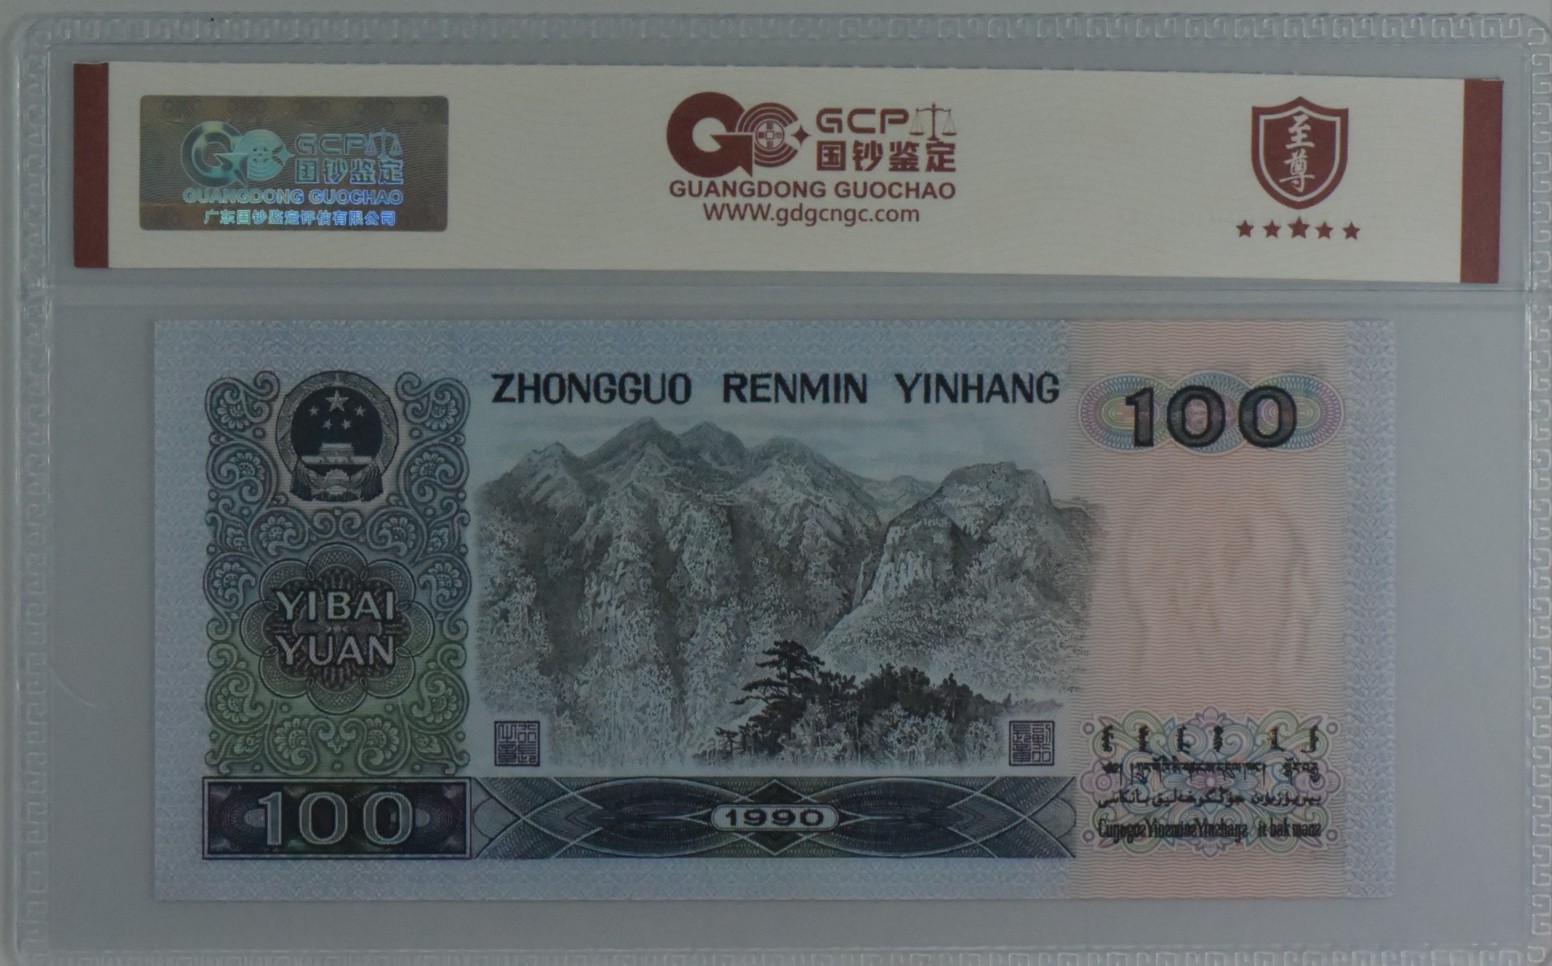 GCP
国钞鉴定
GUANGDONG GUOCHAO
广东国钞鉴定评估有限公司
GCP
国钞鉴定
GUANGDONG GUOCHAO
WWW.gdgcngc.com
至尊
ZHONGGUO RENMIN YINHANG
100
YIBAI
YUAN
100
1990